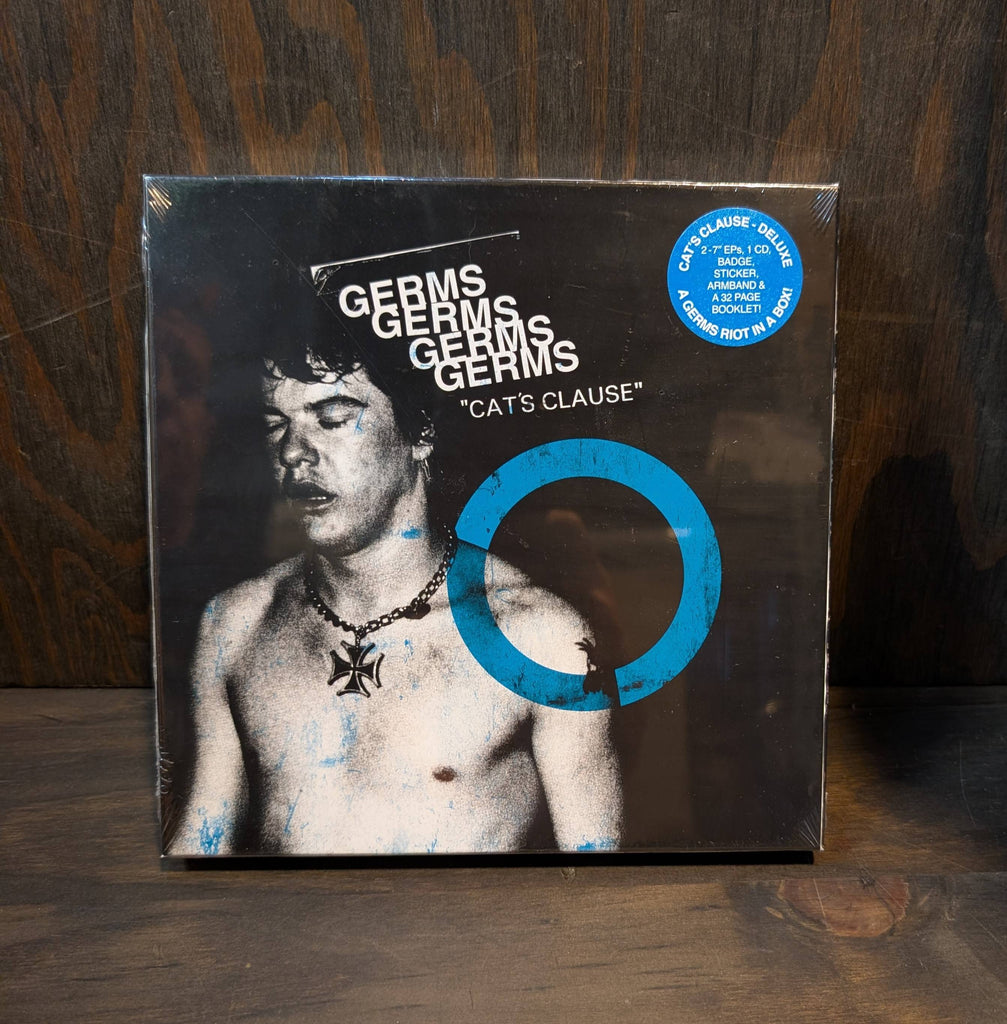 GERMS
GERMS
GERMS
GERMS
"CAT'S CLAUSE"
CAT'S CLAUSE - DELUXE
2 - 7" EPs, 1 CD,
BADGE,
STICKER,
ARMBAND &
A 32 PAGE
BOOKLET!
A GERMS RIOT IN A BOX!